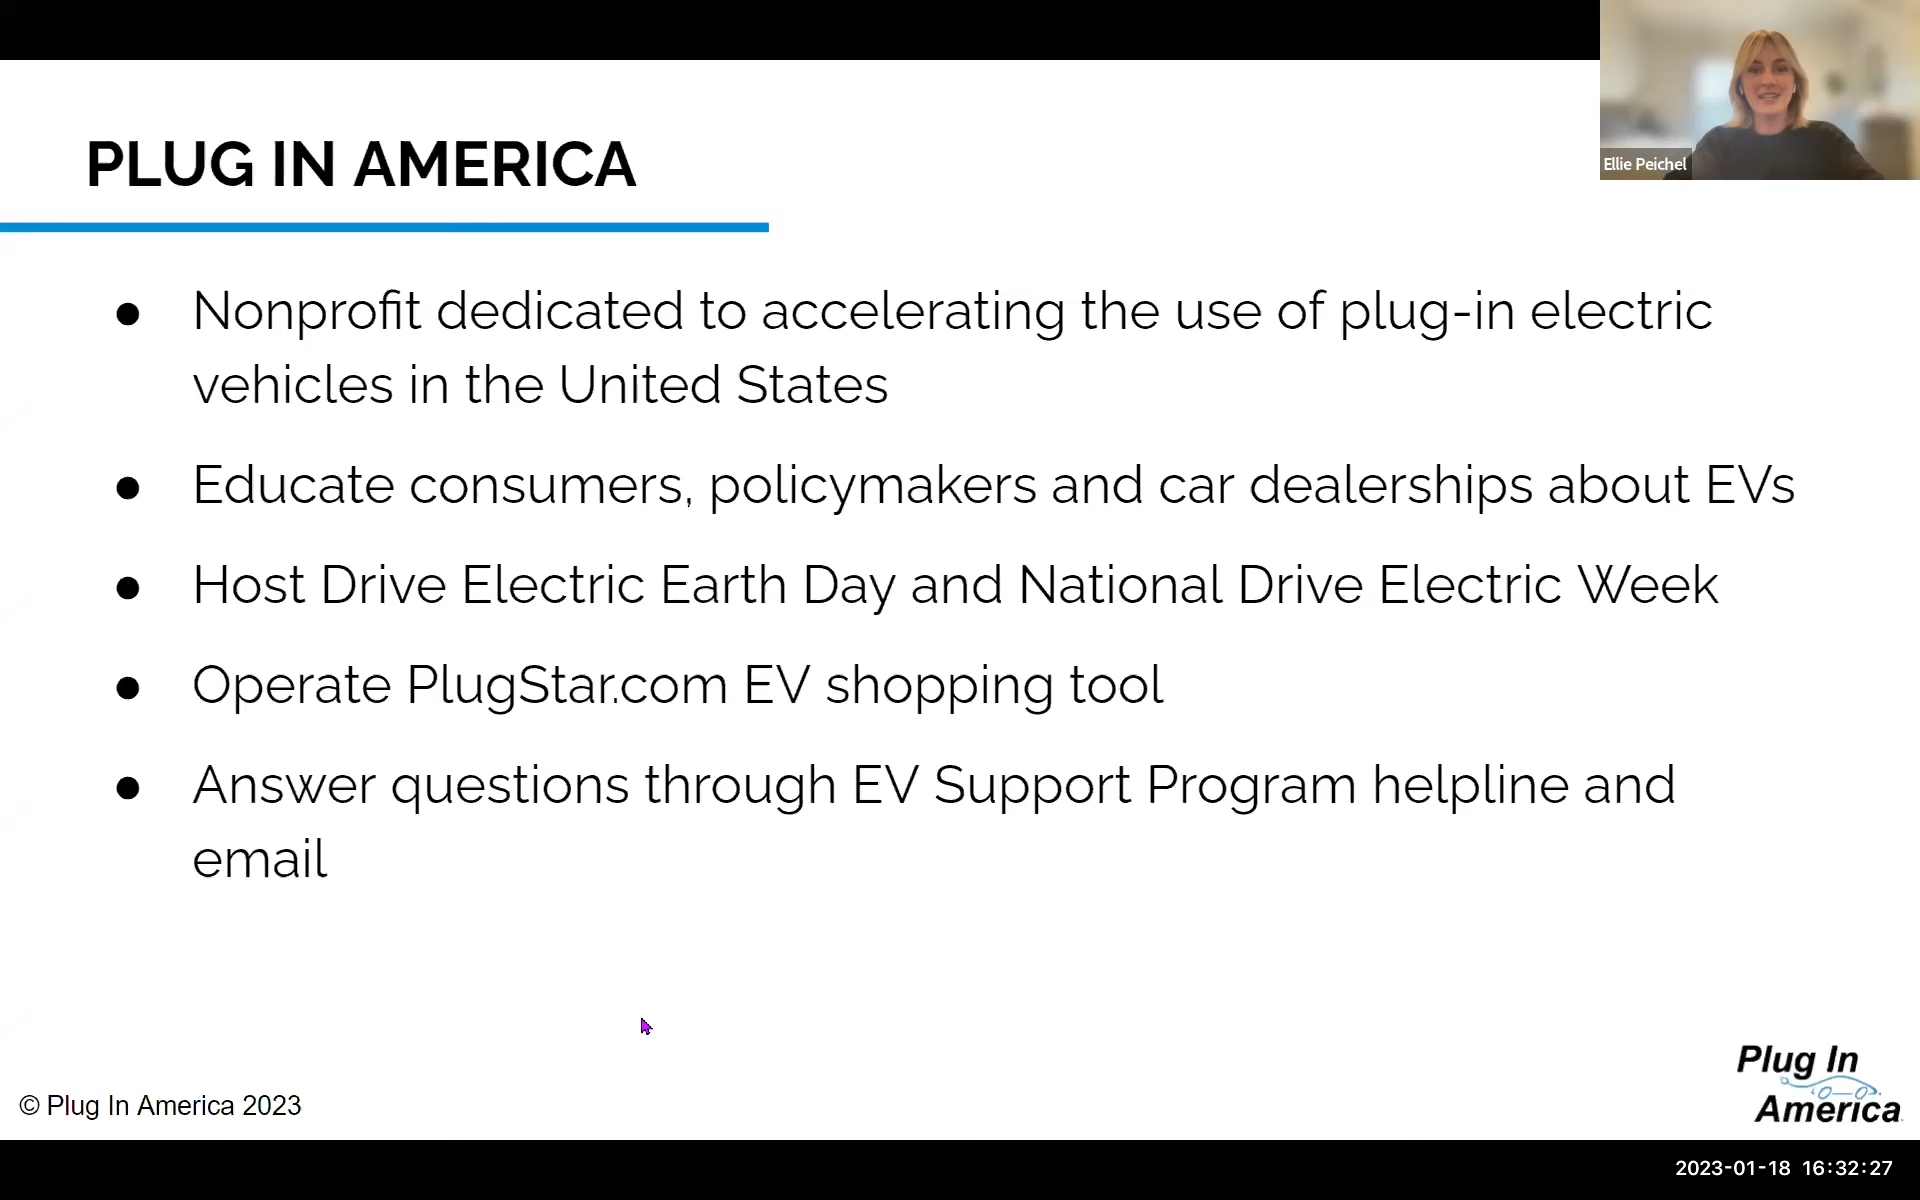 Ellie Peichel
PLUG IN AMERICA
● Nonprofit dedicated to accelerating the use of plug-in electric
vehicles in the United States
● Educate consumers, policymakers and car dealerships about EVs
● Host Drive Electric Earth Day and National Drive Electric Week
● Operate PlugStar.com EV shopping tool
● Answer questions through EV Support Program helpline and
email
© Plug In America 2023
Plug In
America
2023-01-18 16:32:27